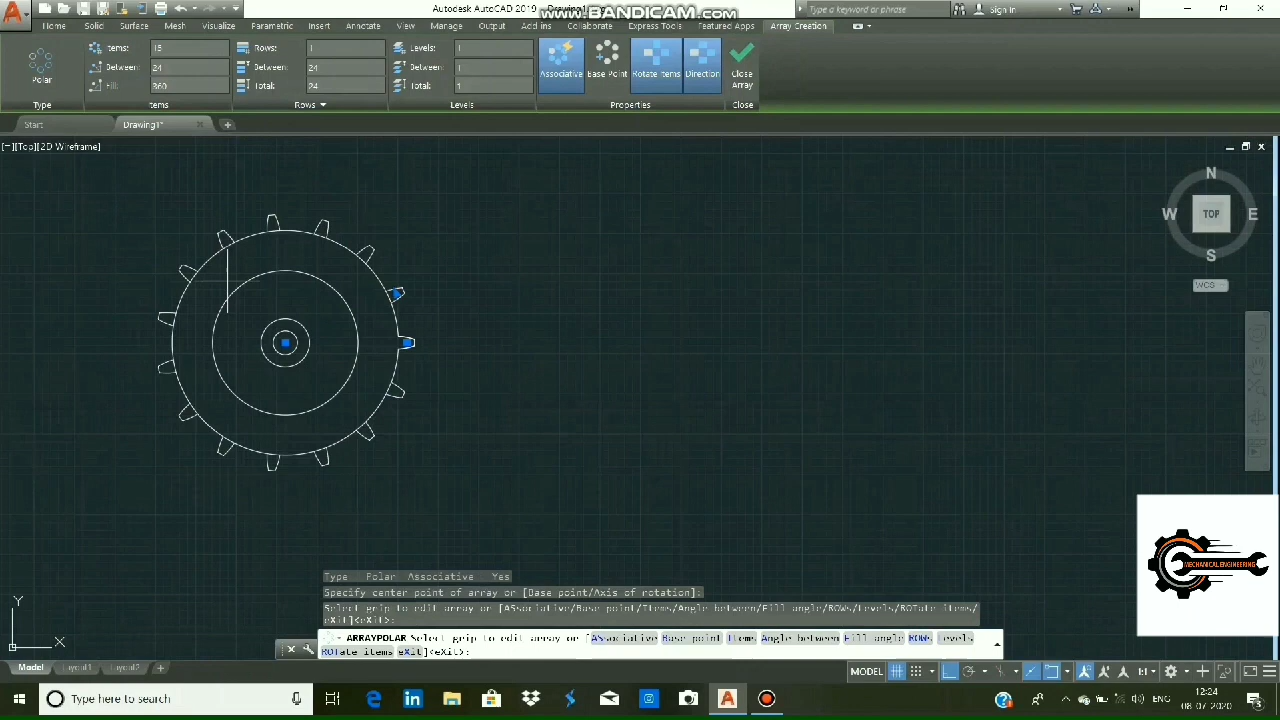 Autodesk AutoCAD 2019 - Drawing1
WWW.BANDICAM.COM
Type a keyword or phrase
Sign In
Home Solid Surface Mesh Visualize Parametric Insert Annotate View Manage Output Add-ins Collaborate Express Tools Featured Apps Array Creation
Polar
Items: 15
Between: 24
Fill: 360
Rows: 1
Between: 24
Total: 24
Levels: 1
Between: 1
Total: 1
Associative Base Point Rotate Items Direction Close Array
Type Items Rows Levels Properties Close
Start Drawing1* +
[−][Top][2D Wireframe]
N
W TOP E
S
WCS
MECHANICAL ENGINEERING
Type Polar Associative Yes
Specify center point of array or [Base point/Axis of rotation]:
Select grip to edit array or [ASsociative/Base point/Items/Angle between/Fill angle/ROWs/Levels/ROTate items/
eXit]<eXit>:
ARRAYPOLAR Select grip to edit array or [ASsociative Base point Items Angle between Fill angle ROWs Levels
ROTate items eXit]<eXit>:
Y
X
Model Layout1 Layout2 +
MODEL
1:1
Type here to search
ENG
12:24
08-07-2020
3